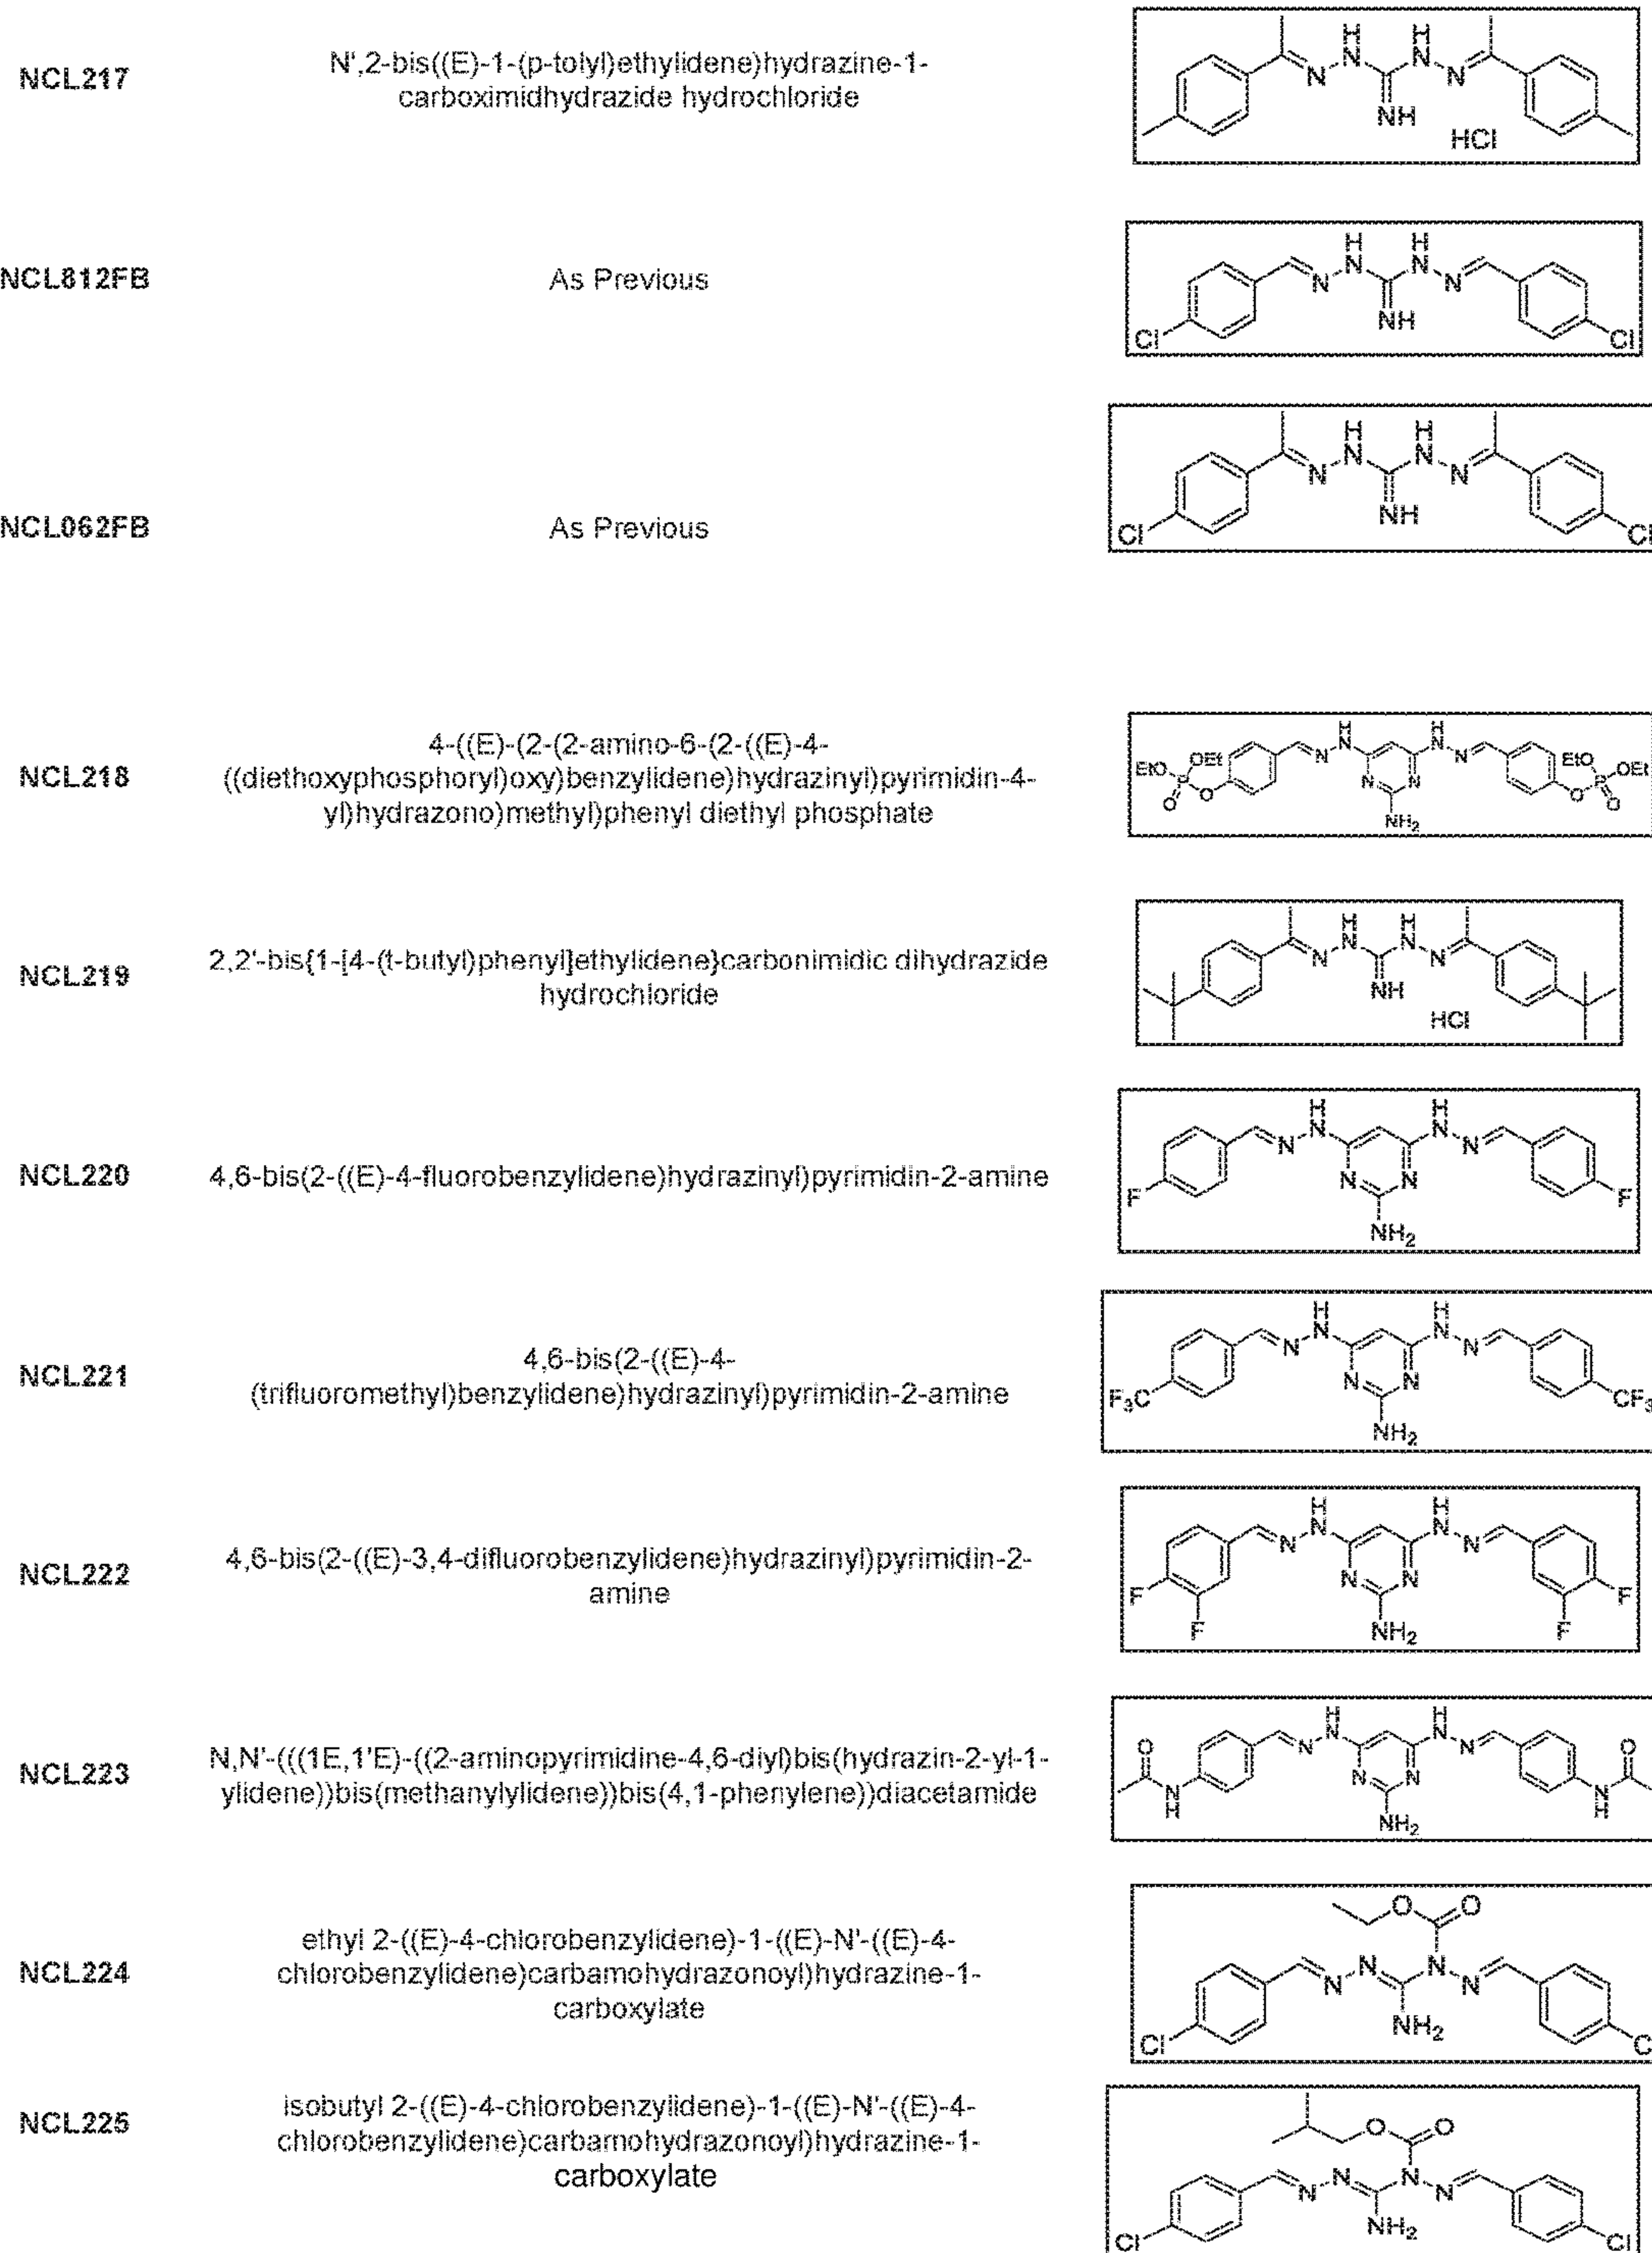 NCL217
N',2-bis((E)-1-(p-tolyl)ethylidene)hydrazine-1-
carboximidhydrazide hydrochloride
H H
N N
N N
NH
HCl
NCL812FB
As Previous
H H
N N
N N
NH
Cl Cl
NCL062FB
As Previous
H H
N N
N N
NH
Cl Cl
NCL218
4-((E)-(2-(2-amino-6-(2-((E)-4-
((diethoxyphosphoryl)oxy)benzylidene)hydrazinyl)pyrimidin-4-
yl)hydrazono)methyl)phenyl diethyl phosphate
H H
N N
N N
OEt EtO
EtO P OEt
P
O O
O O
N N
NH2
NCL219
2,2'-bis{1-[4-(t-butyl)phenyl]ethylidene}carbonimidic dihydrazide
hydrochloride
H H
N N
N N
NH
HCl
NCL220
4,6-bis(2-((E)-4-fluorobenzylidene)hydrazinyl)pyrimidin-2-amine
H H
N N
N N
N N
F F
NH2
NCL221
4,6-bis(2-((E)-4-
(trifluoromethyl)benzylidene)hydrazinyl)pyrimidin-2-amine
H H
N N
N N
N N
F3C CF3
NH2
NCL222
4,6-bis(2-((E)-3,4-difluorobenzylidene)hydrazinyl)pyrimidin-2-
amine
H H
N N
N N
N N
F F
F NH2 F
NCL223
N,N'-(((1E,1'E)-((2-aminopyrimidine-4,6-diyl)bis(hydrazin-2-yl-1-
ylidene))bis(methanylylidene))bis(4,1-phenylene))diacetamide
H H
N N
O N N O
N N
N N
H H
NH2
NCL224
ethyl 2-((E)-4-chlorobenzylidene)-1-((E)-N'-((E)-4-
chlorobenzylidene)carbamohydrazonoyl)hydrazine-1-
carboxylate
O O
N N
N N
NH2
Cl C
NCL225
isobutyl 2-((E)-4-chlorobenzylidene)-1-((E)-N'-((E)-4-
chlorobenzylidene)carbamohydrazonoyl)hydrazine-1-
carboxylate
O O
N N
N N
NH2
Cl Cl